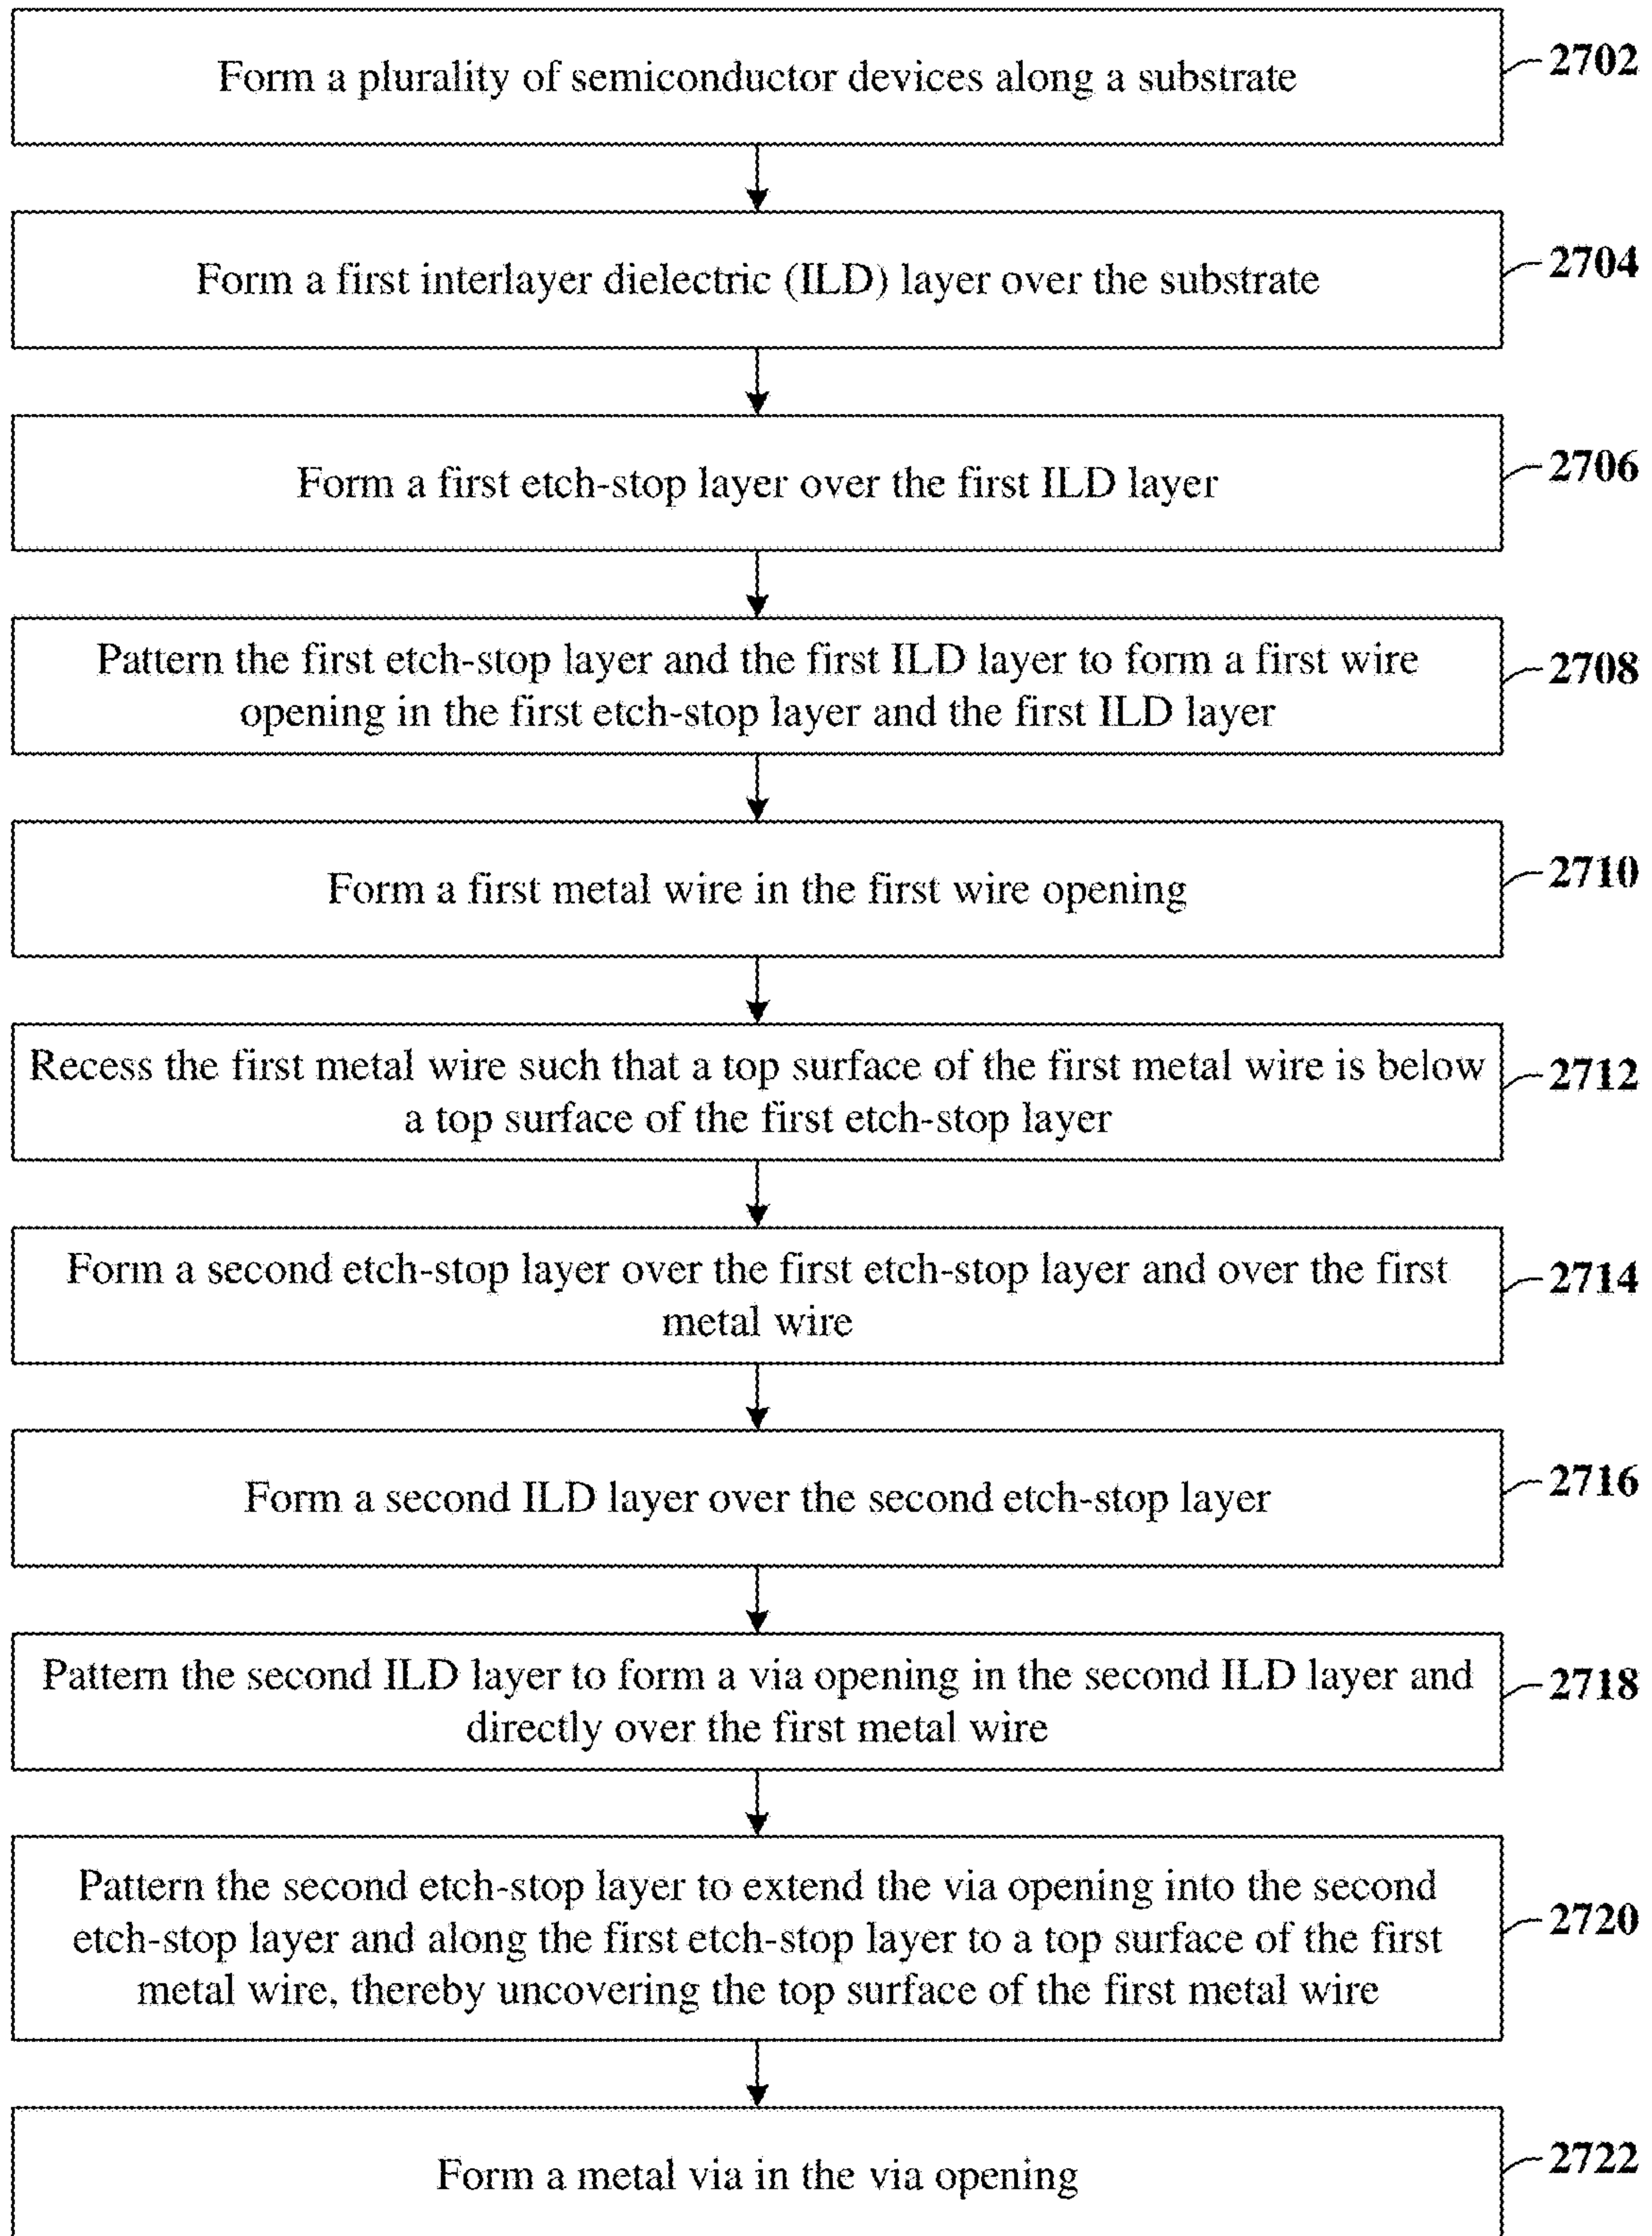 Form a plurality of semiconductor devices along a substrate
2702
Form a first interlayer dielectric (ILD) layer over the substrate
2704
Form a first etch-stop layer over the first ILD layer
2706
Pattern the first etch-stop layer and the first ILD layer to form a first wire
opening in the first etch-stop layer and the first ILD layer
2708
Form a first metal wire in the first wire opening
2710
Recess the first metal wire such that a top surface of the first metal wire is below
a top surface of the first etch-stop layer
2712
Form a second etch-stop layer over the first etch-stop layer and over the first
metal wire
2714
Form a second ILD layer over the second etch-stop layer
2716
Pattern the second ILD layer to form a via opening in the second ILD layer and
directly over the first metal wire
2718
Pattern the second etch-stop layer to extend the via opening into the second
etch-stop layer and along the first etch-stop layer to a top surface of the first
metal wire, thereby uncovering the top surface of the first metal wire
2720
Form a metal via in the via opening
2722